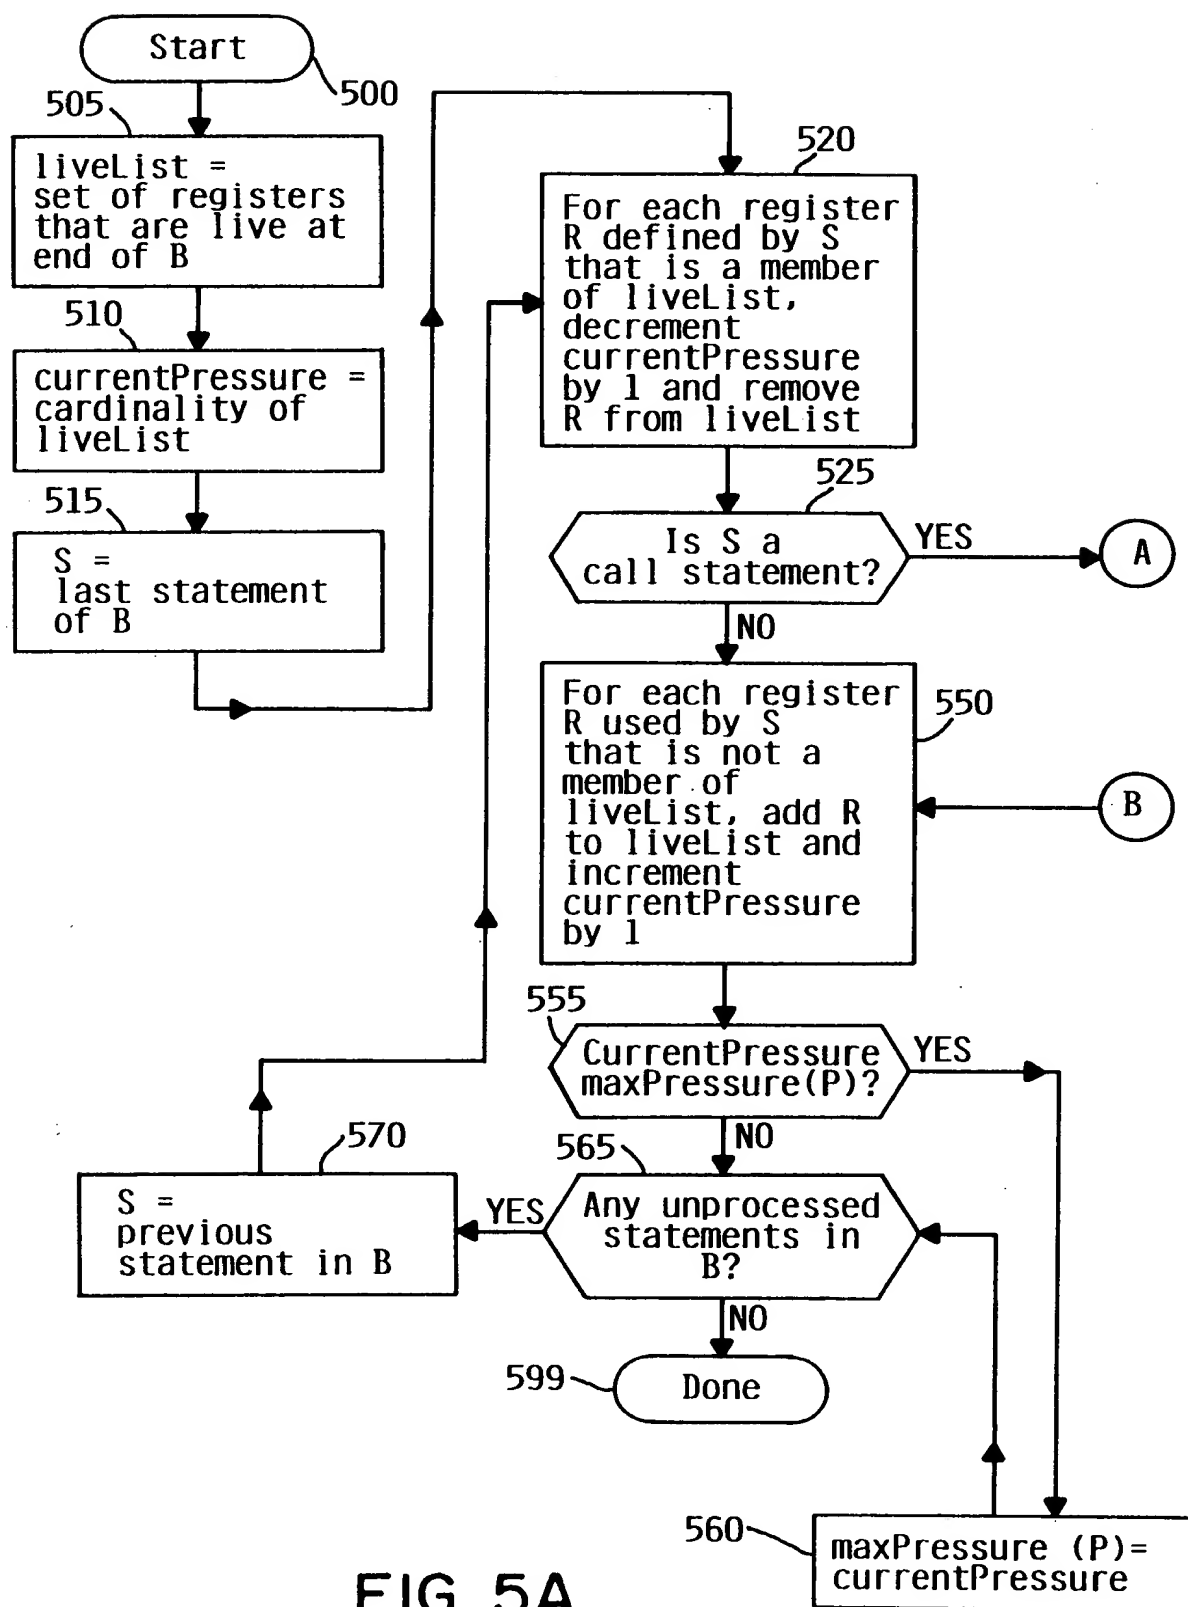 Start
500
505
liveList =
set of registers
that are live at
end of B
510
currentPressure =
cardinality of
liveList
515
S =
last statement
of B
520
For each register
R defined by S
that is a member
of liveList,
decrement
currentPressure
by 1 and remove
R from liveList
525
Is S a
call statement?
YES
A
NO
550
For each register
R used by S
that is not a
member of
liveList, add R
to liveList and
increment
currentPressure
by 1
B
555
CurrentPressure
maxPressure(P)?
YES
NO
565
Any unprocessed
statements in
B?
YES
570
S =
previous
statement in B
NO
599
Done
560
maxPressure (P)=
currentPressure
FIG. 5A